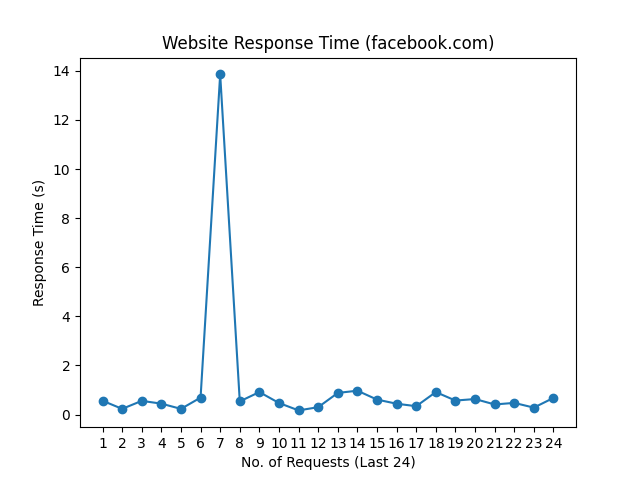 Website Response Time (facebook.com)
14
12
10
8
6
4
2
0
Response Time (s)
1 2 3 4 5 6 7 8 9 10 11 12 13 14 15 16 17 18 19 20 21 22 23 24
No. of Requests (Last 24)